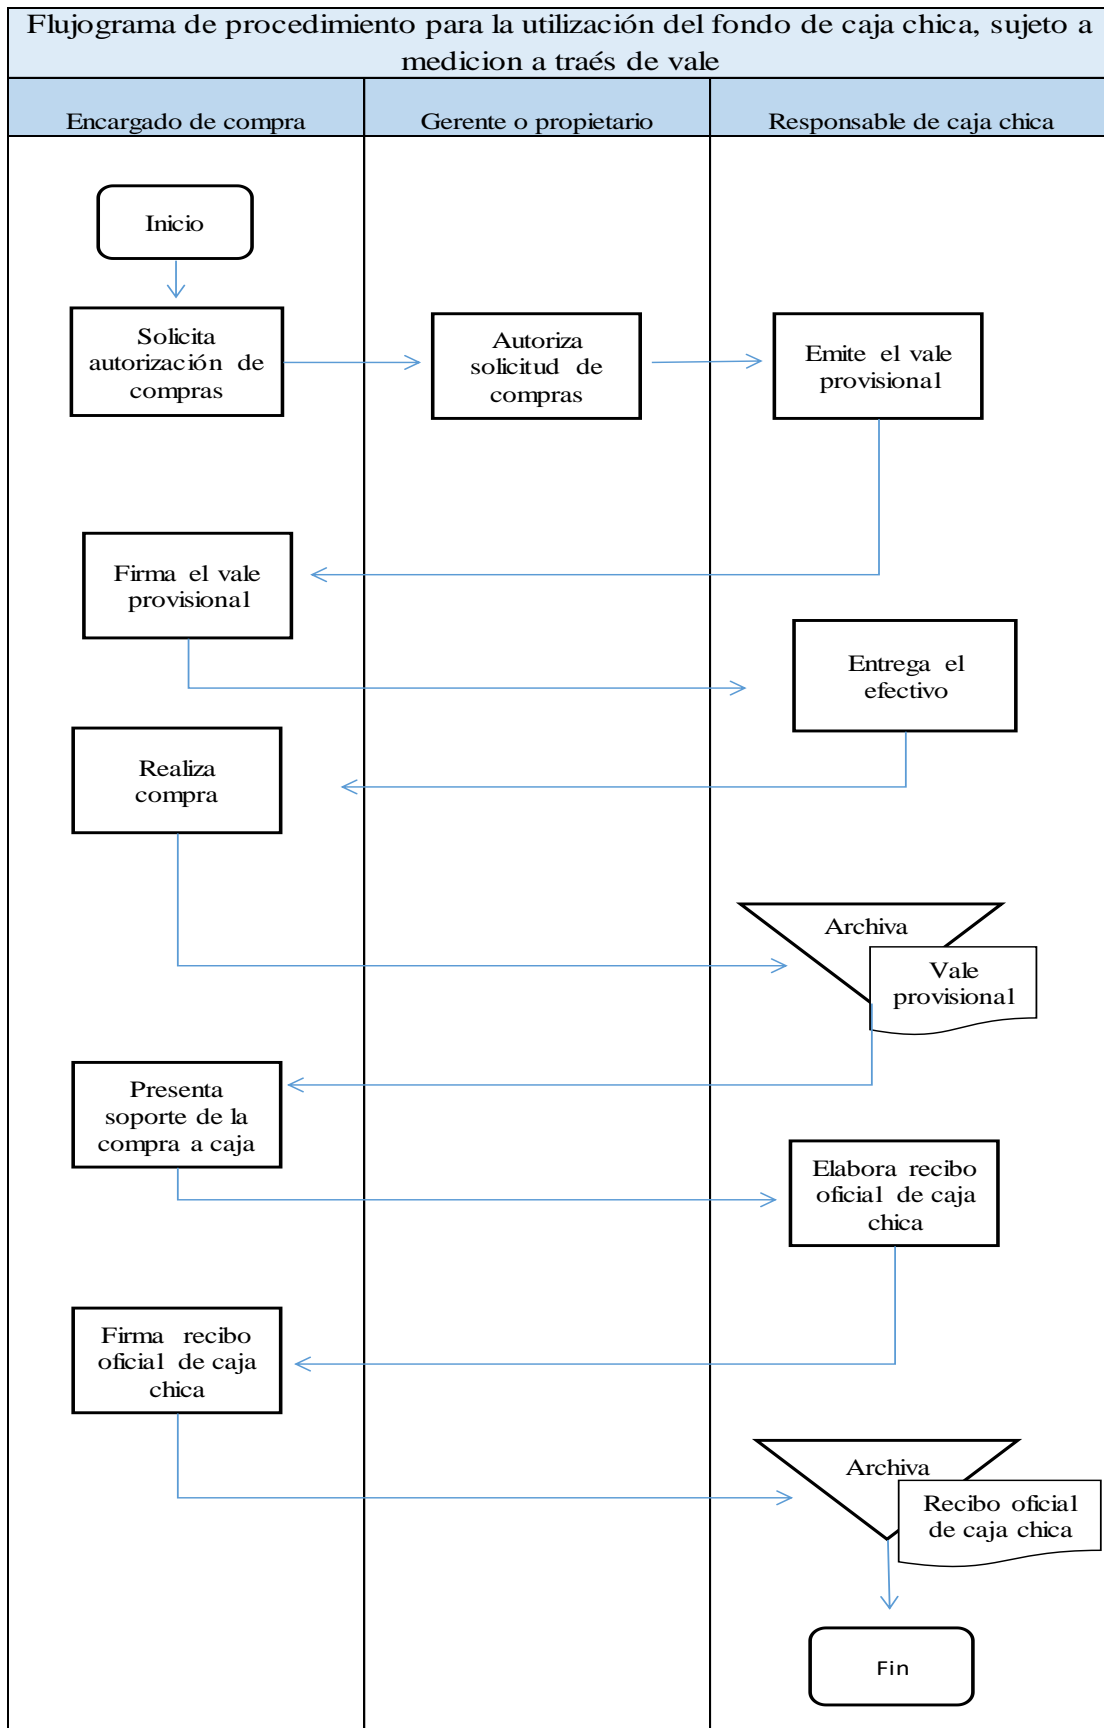 Flujograma de procedimiento para la utilización del fondo de caja chica, sujeto a
medicion a traés de vale
Encargado de compra
Gerente o propietario
Responsable de caja chica
Inicio
Solicita
autorización de
compras
Autoriza
solicitud de
compras
Emite el vale
provisional
Firma el vale
provisional
Entrega el
efectivo
Realiza
compra
Archiva
Vale
provisional
Presenta
soporte de la
compra a caja
Elabora recibo
oficial de caja
chica
Firma recibo
oficial de caja
chica
Archiva
Recibo oficial
de caja chica
Fin